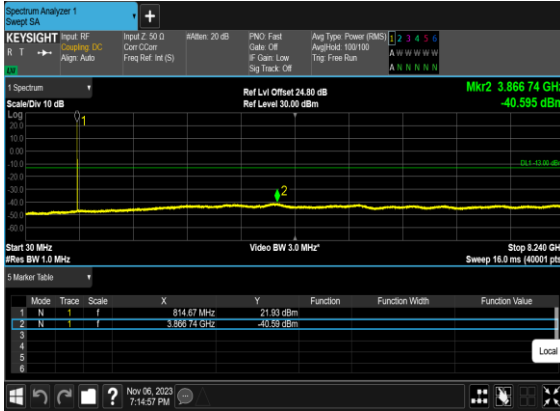 Spectrum Analyzer 1
Swept SA
+
KEYSIGHT Input: RF Input Z: 50 Ω #Atten: 20 dB PNO: Fast Avg Type: Power (RMS) 1 2 3 4 5 6
R T Coupling: DC Corr CCorr Gate: Off Avg|Hold: 100/100 A W W W W W
Align: Auto Freq Ref: Int (S) IF Gain: Low Trig: Free Run
Sig Track: Off A N N N N N
1 Spectrum Ref Lvl Offset 24.80 dB Mkr2 3.866 74 GHz
Scale/Div 10 dB Ref Level 30.00 dBm -40.595 dBm
Log
20.0 1
10.0
0.00
-10.0 DL1 -13.00 dBm
-20.0
-30.0 2
-40.0
-50.0
-60.0
Start 30 MHz Video BW 3.0 MHz* Stop 8.240 GH
#Res BW 1.0 MHz Sweep 16.0 ms (40001 pts
5 Marker Table
Mode Trace Scale X Y Function Function Width Function Value
1 N 1 f 814.67 MHz 21.93 dBm
2 N 1 f 3.866 74 GHz -40.59 dBm
3
4
5
6
Local
? Nov 06, 2023
7:14:57 PM